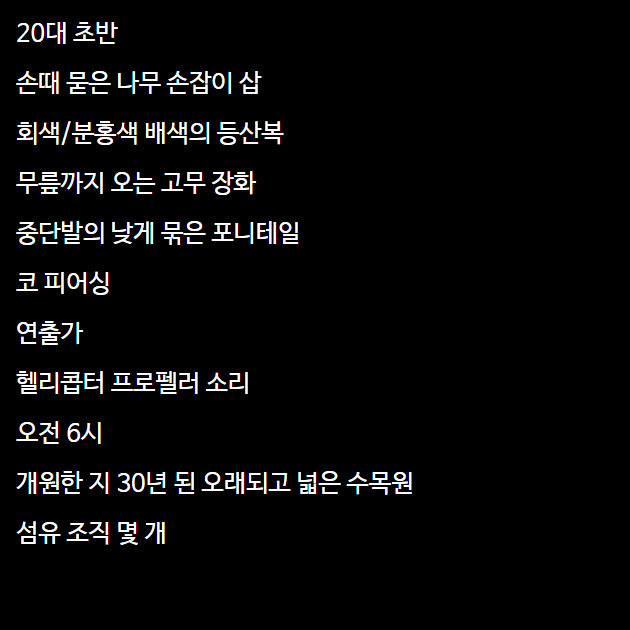 20대 초반
손때 묻은 나무 손잡이 삽
회색/분홍색 배색의 등산복
무릎까지 오는 고무 장화
중단발의 낮게 묶은 포니테일
코 피어싱
연출가
헬리콥터 프로펠러 소리
오전 6시
개원한 지 30년 된 오래되고 넓은 수목원
섬유 조직 몇 개